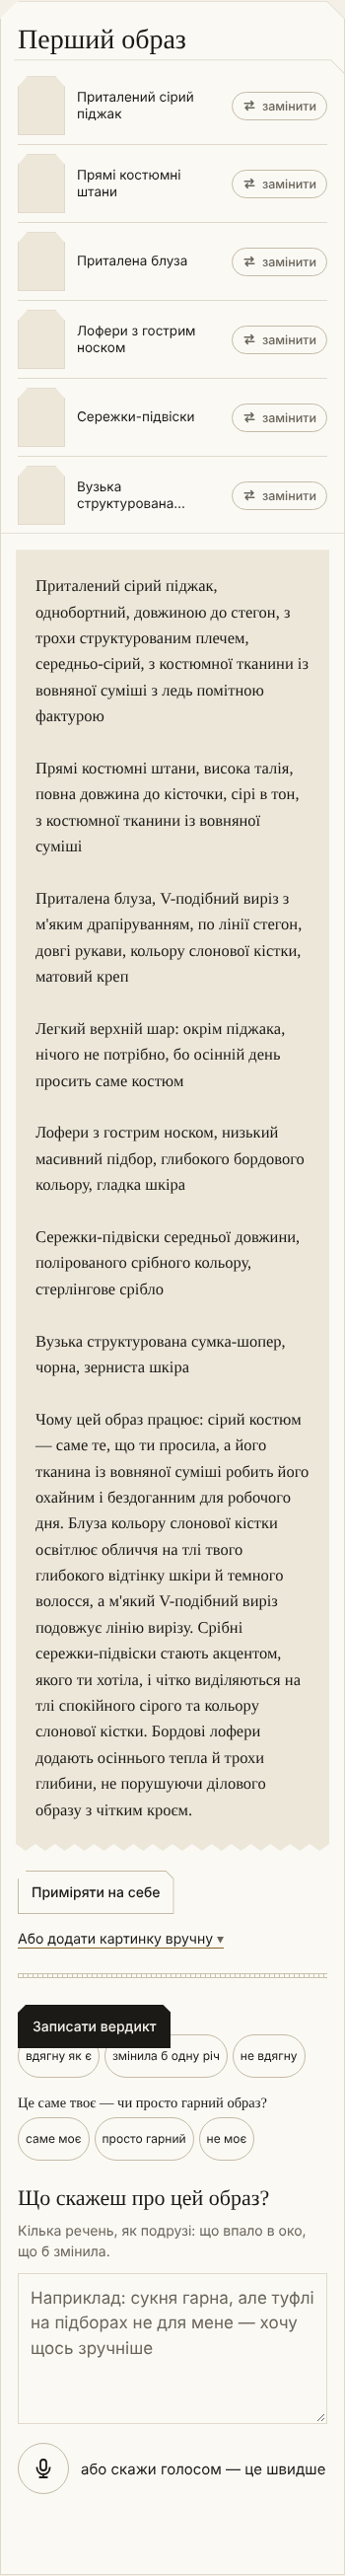 Перший образ
Приталений сірий
піджак
замінити
Прямі костюмні
штани
замінити
Приталена блуза
замінити
Лофери з гострим
носком
замінити
Сережки-підвіски
замінити
Вузька
структурована...
замінити
Приталений сірий піджак,
однобортний, довжиною до стегон, з
трохи структурованим плечем,
середньо-сірий, з костюмної тканини із
вовняної суміші з ледь помітною
фактурою
Прямі костюмні штани, висока талія,
повна довжина до кісточки, сірі в тон,
з костюмної тканини із вовняної
суміші
Приталена блуза, V-подібний виріз з
м'яким драпіруванням, по лінії стегон,
довгі рукави, кольору слонової кістки,
матовий креп
Легкий верхній шар: окрім піджака,
нічого не потрібно, бо осінній день
просить саме костюм
Лофери з гострим носком, низький
масивний підбор, глибокого бордового
кольору, гладка шкіра
Сережки-підвіски середньої довжини,
полірованого срібного кольору,
стерлінгове срібло
Вузька структурована сумка-шопер,
чорна, зерниста шкіра
Чому цей образ працює: сірий костюм
— саме те, що ти просила, а його
тканина із вовняної суміші робить його
охайним і бездоганним для робочого
дня. Блуза кольору слонової кістки
освітлює обличчя на тлі твого
глибокого відтінку шкіри й темного
волосся, а м'який V-подібний виріз
подовжує лінію вирізу. Срібні
сережки-підвіски стають акцентом,
якого ти хотіла, і чітко виділяються на
тлі спокійного сірого та кольору
слонової кістки. Бордові лофери
додають осіннього тепла й трохи
глибини, не порушуючи ділового
образу з чітким кроєм.
Приміряти на себе
Або додати картинку вручну ▾
Записати вердикт
вдягну як є
змінила б одну річ
не вдягну
Це саме твоє — чи просто гарний образ?
саме моє
просто гарний
не моє
Що скажеш про цей образ?
Кілька речень, як подрузі: що впало в око,
що б змінила.
Наприклад: сукня гарна, але туфлі
на підборах не для мене — хочу
щось зручніше
або скажи голосом — це швидше